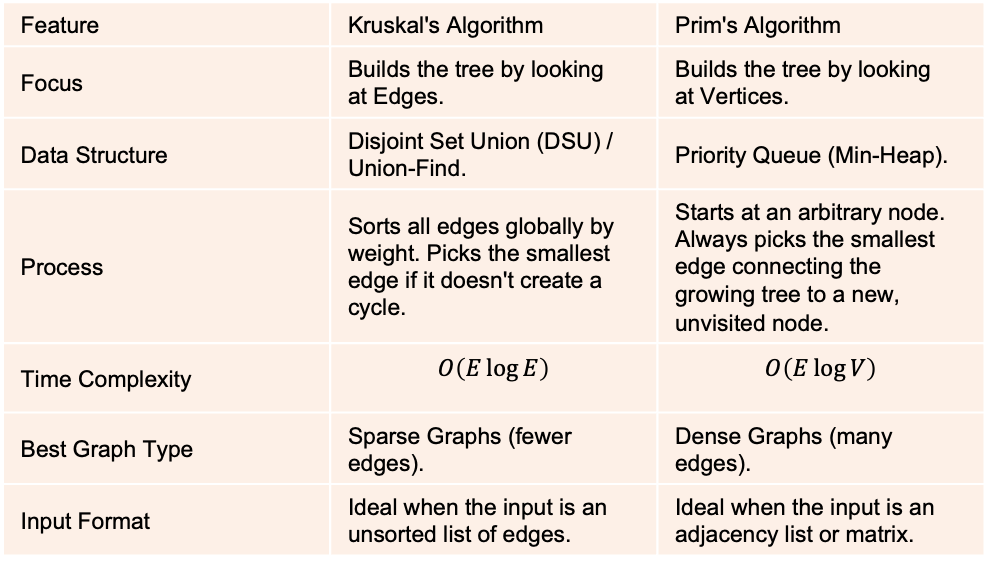 Feature
Kruskal's Algorithm
Prim's Algorithm
Focus
Builds the tree by looking
at Edges.
Builds the tree by looking
at Vertices.
Data Structure
Disjoint Set Union (DSU) /
Union-Find.
Priority Queue (Min-Heap).
Process
Sorts all edges globally by
weight. Picks the smallest
edge if it doesn't create a
cycle.
Starts at an arbitrary node.
Always picks the smallest
edge connecting the
growing tree to a new,
unvisited node.
Time Complexity
O(E log E)
O(E log V)
Best Graph Type
Sparse Graphs (fewer
edges).
Dense Graphs (many
edges).
Input Format
Ideal when the input is an
unsorted list of edges.
Ideal when the input is an
adjacency list or matrix.